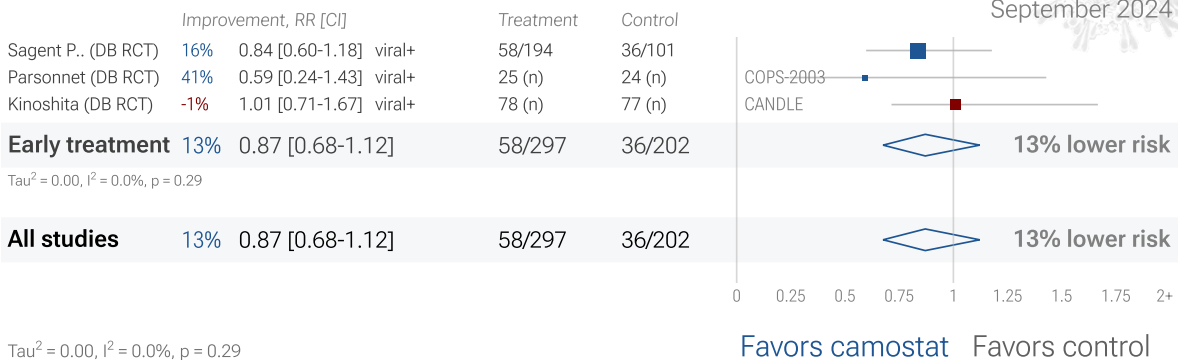 September 2024
Improvement, RR [CI] Treatment Control
Sagent P.. (DB RCT) 16% 0.84 [0.60-1.18] viral+ 58/194 36/101
Parsonnet (DB RCT) 41% 0.59 [0.24-1.43] viral+ 25 (n) 24 (n) COPS-2003
Kinoshita (DB RCT) -1% 1.01 [0.71-1.67] viral+ 78 (n) 77 (n) CANDLE
Early treatment 13% 0.87 [0.68-1.12] 58/297 36/202 13% lower risk
Tau² = 0.00, I² = 0.0%, p = 0.29
All studies 13% 0.87 [0.68-1.12] 58/297 36/202 13% lower risk
0 0.25 0.5 0.75 1 1.25 1.5 1.75 2+
Tau² = 0.00, I² = 0.0%, p = 0.29 Favors camostat Favors control